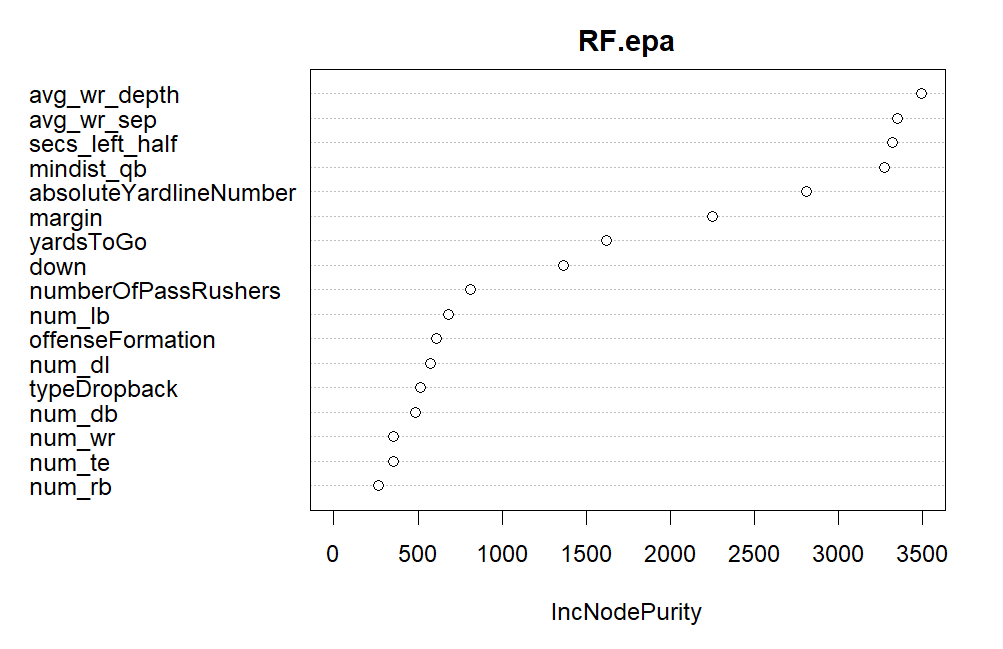 RF.epa
avg_wr_depth
avg_wr_sep
secs_left_half
mindist_qb
absoluteYardlineNumber
margin
yardsToGo
down
numberOfPassRushers
num_lb
offenseFormation
num_dl
typeDropback
num_db
num_wr
num_te
num_rb
0 500 1000 1500 2000 2500 3000 3500
IncNodePurity